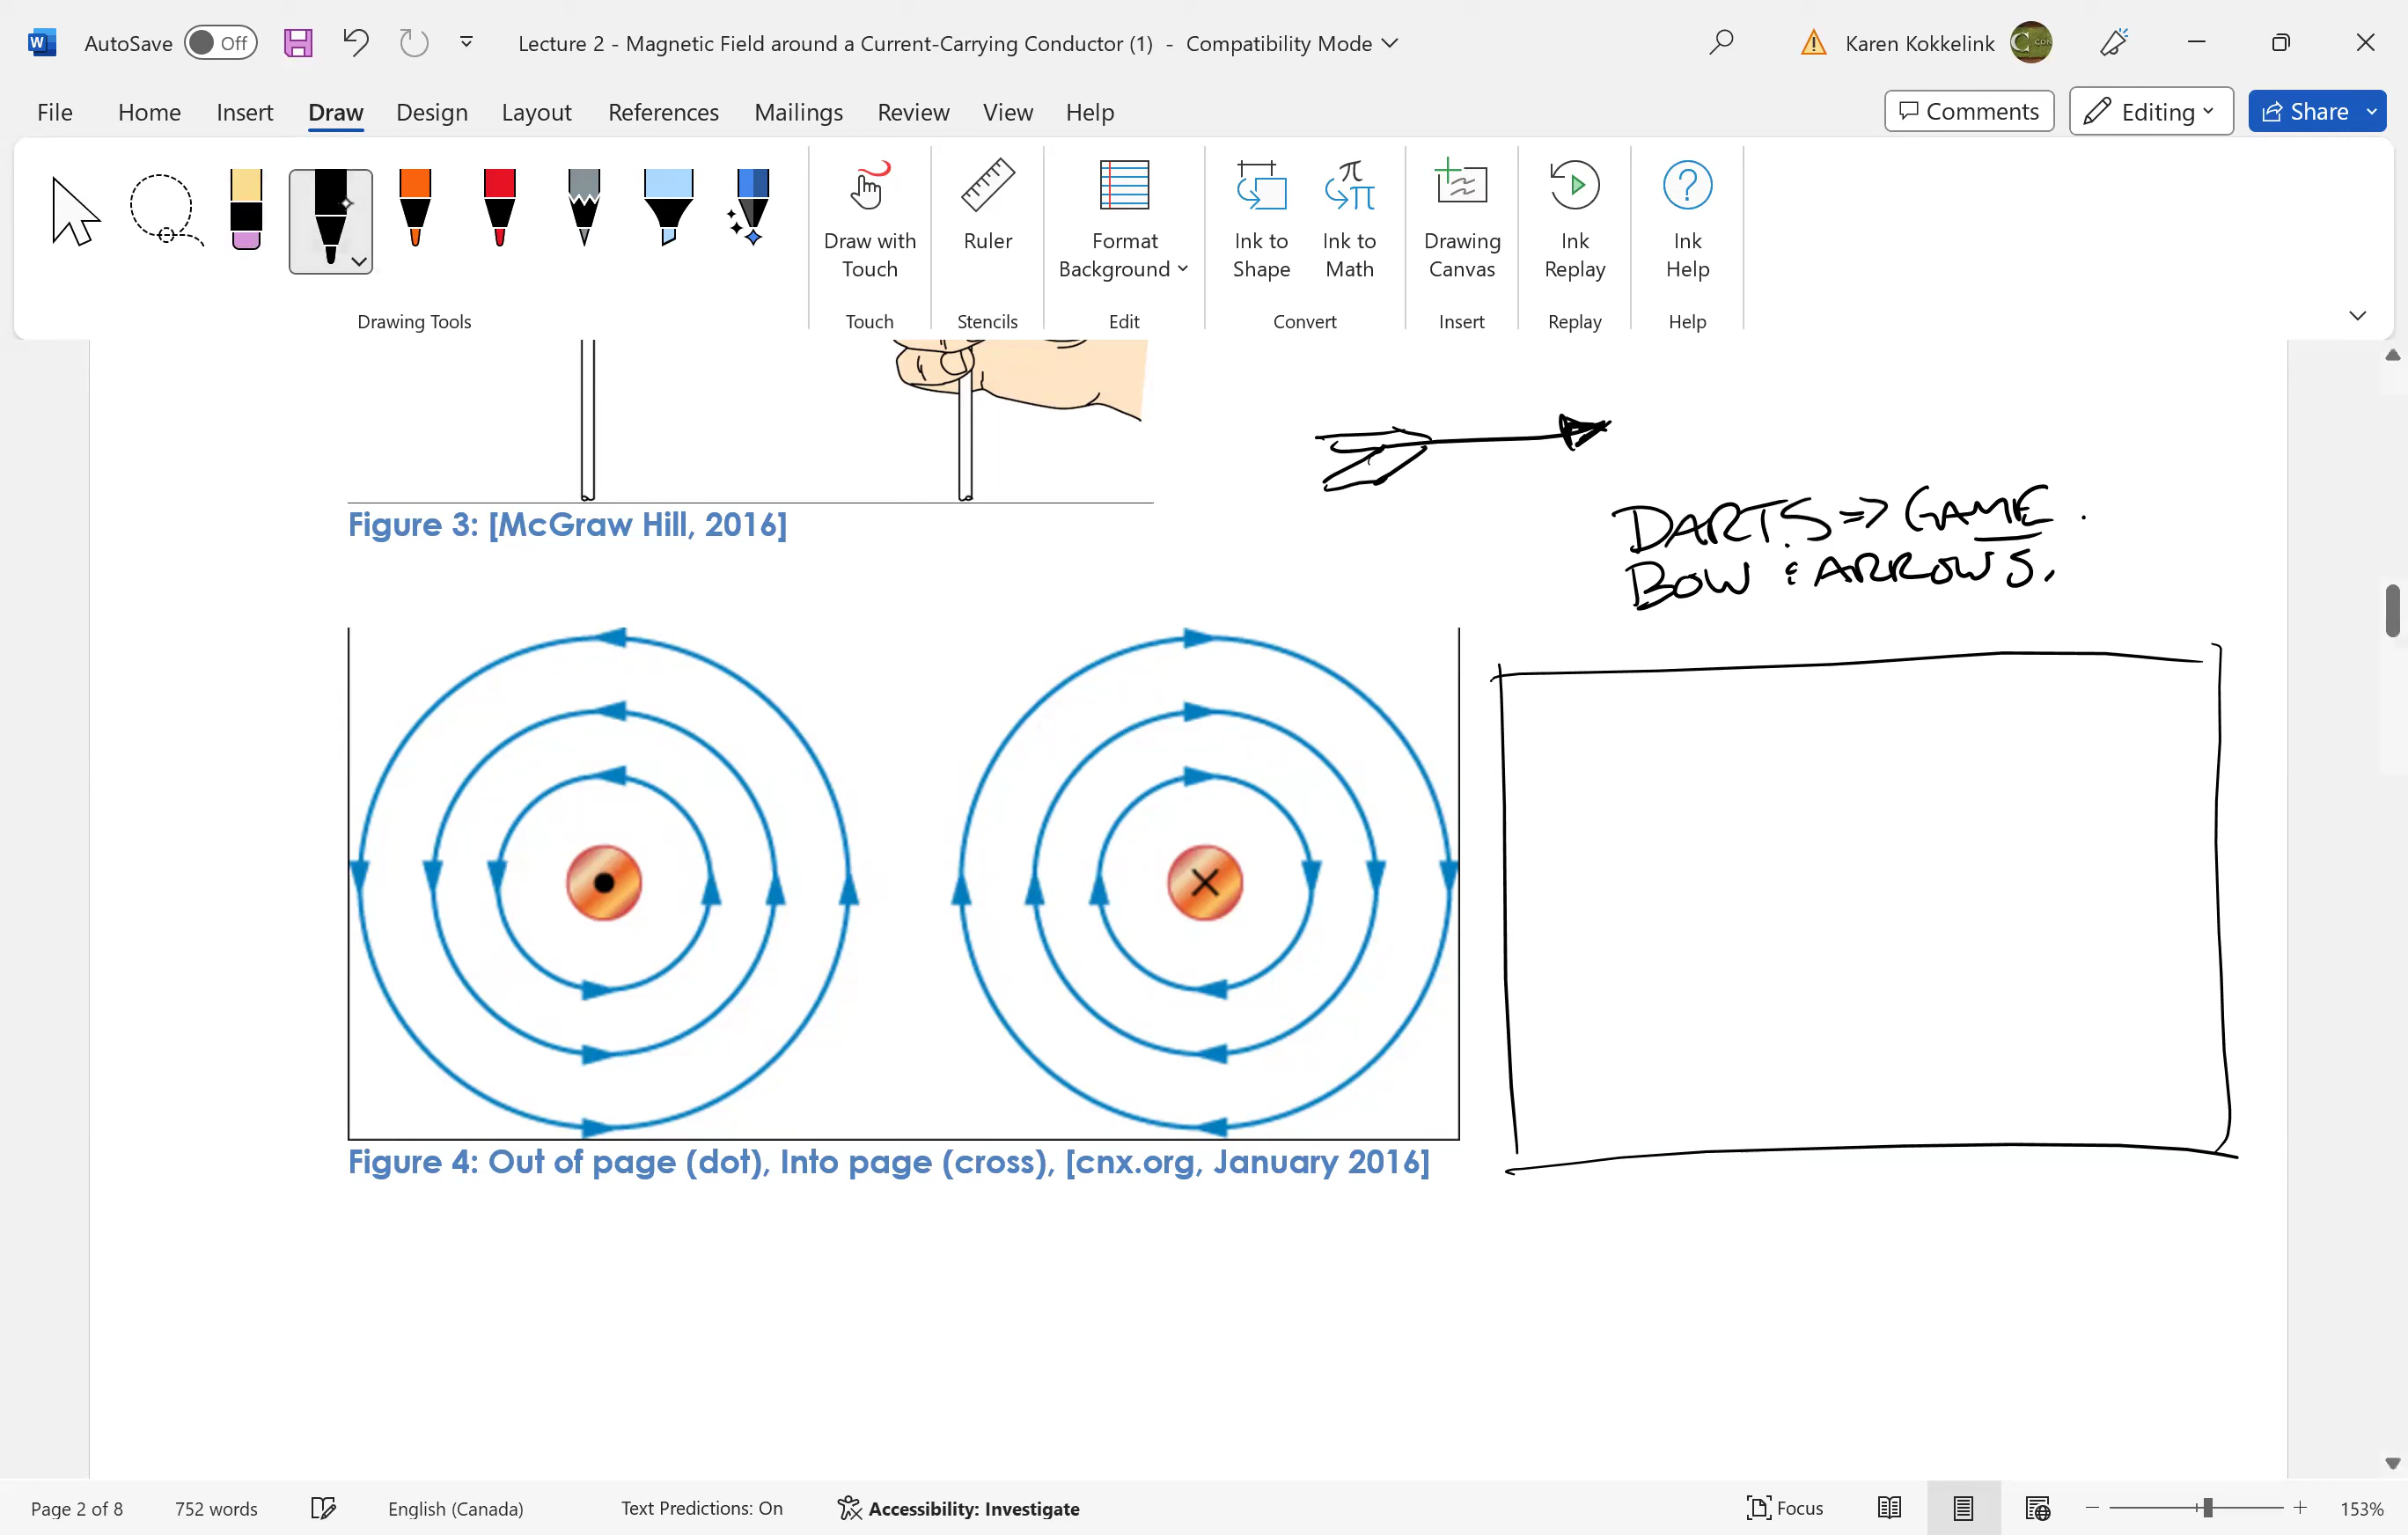 AutoSave Off Lecture 2 - Magnetic Field around a Current-Carrying Conductor (1) - Compatibility Mode Karen Kokkelink
File Home Insert Draw Design Layout References Mailings Review View Help Comments Editing Share
Draw with Touch
Ruler
Format Background
Ink to Shape
Ink to Math
Drawing Canvas
Ink Replay
Ink Help
Drawing Tools Touch Stencils Edit Convert Insert Replay Help
Figure 3: [McGraw Hill, 2016]
DARTS => GAME.
BOW & ARROWS.
Figure 4: Out of page (dot), Into page (cross), [cnx.org, January 2016]
Page 2 of 8 752 words English (Canada) Text Predictions: On Accessibility: Investigate Focus 153%